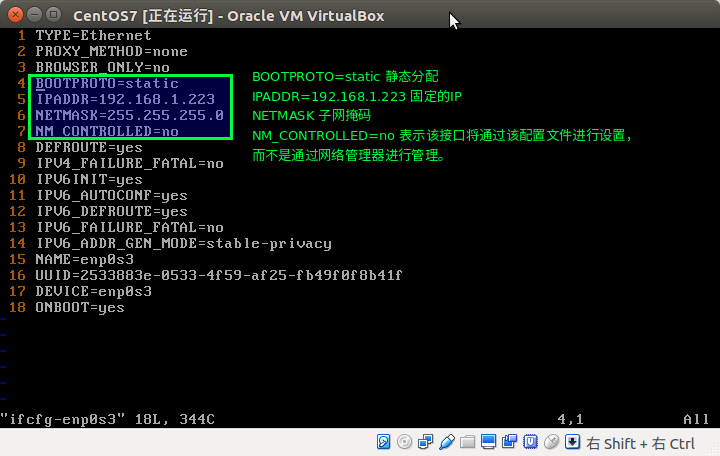 CentOS7 [正在运行] - Oracle VM VirtualBox
1 TYPE=Ethernet
2 PROXY_METHOD=none
3 BROWSER_ONLY=no
4 BOOTPROTO=static
5 IPADDR=192.168.1.223
6 NETMASK=255.255.255.0
7 NM_CONTROLLED=no
BOOTPROTO=static 静态分配
IPADDR=192.168.1.223 固定的IP
NETMASK 子网掩码
NM_CONTROLLED=no 表示该接口将通过该配置文件进行设置，
而不是通过网络管理器进行管理。
8 DEFROUTE=yes
9 IPV4_FAILURE_FATAL=no
10 IPV6INIT=yes
11 IPV6_AUTOCONF=yes
12 IPV6_DEFROUTE=yes
13 IPV6_FAILURE_FATAL=no
14 IPV6_ADDR_GEN_MODE=stable-privacy
15 NAME=enp0s3
16 UUID=2533883e-0533-4f59-af25-fb49f0f8b41f
17 DEVICE=enp0s3
18 ONBOOT=yes
~
~
~
~
~
~
"ifcfg-enp0s3" 18L, 344C 4,1 All
右 Shift + 右 Ctrl